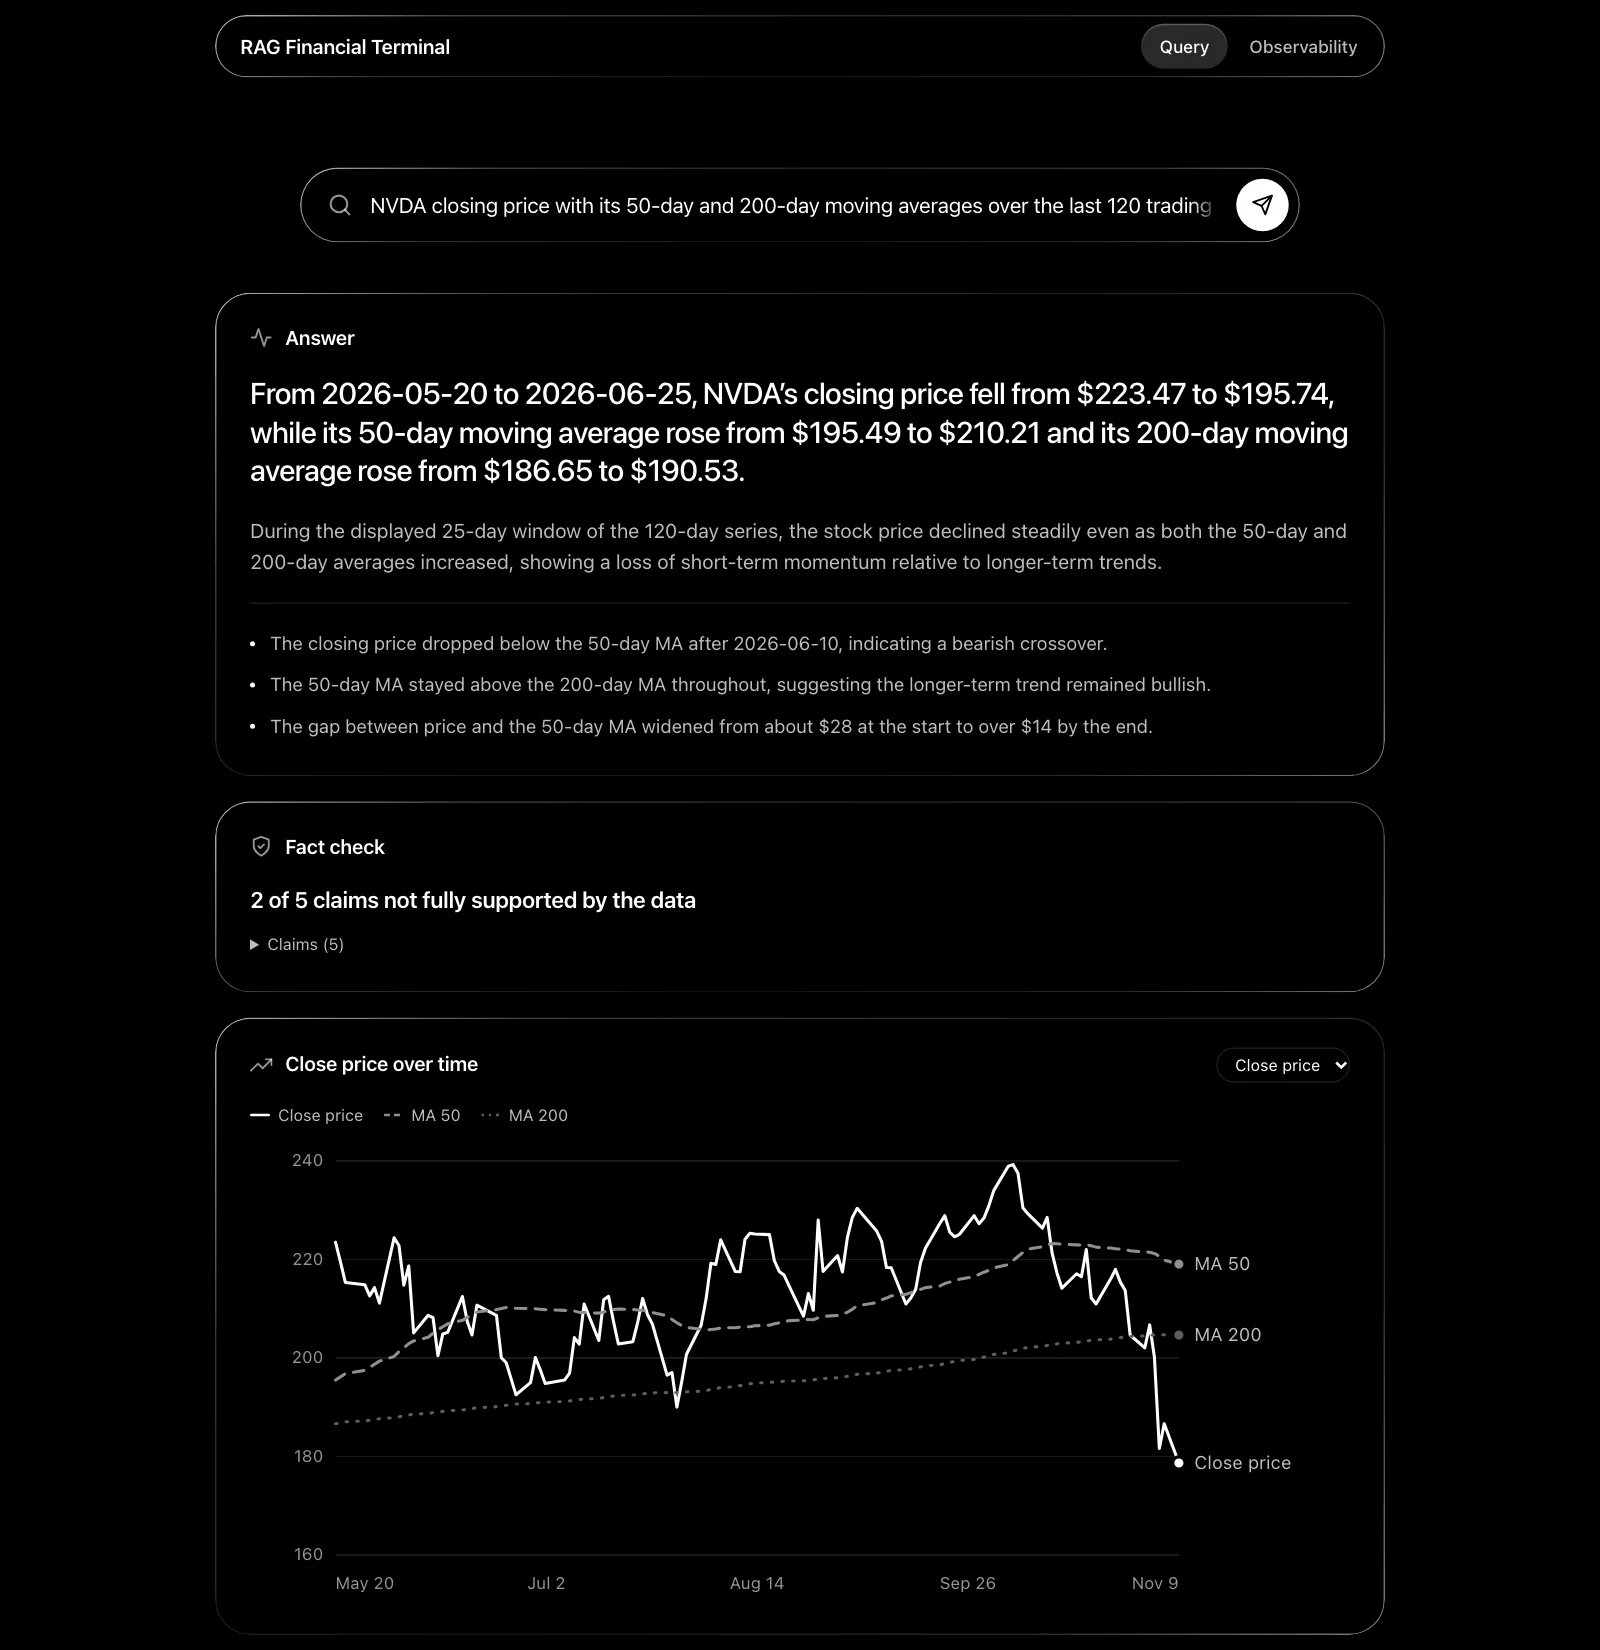 RAG Financial Terminal
Query
Observability
NVDA closing price with its 50-day and 200-day moving averages over the last 120 trading
Answer
From 2026-05-20 to 2026-06-25, NVDA’s closing price fell from $223.47 to $195.74,
while its 50-day moving average rose from $195.49 to $210.21 and its 200-day moving
average rose from $186.65 to $190.53.
During the displayed 25-day window of the 120-day series, the stock price declined steadily even as both the 50-day and
200-day averages increased, showing a loss of short-term momentum relative to longer-term trends.
• The closing price dropped below the 50-day MA after 2026-06-10, indicating a bearish crossover.
• The 50-day MA stayed above the 200-day MA throughout, suggesting the longer-term trend remained bullish.
• The gap between price and the 50-day MA widened from about $28 at the start to over $14 by the end.
Fact check
2 of 5 claims not fully supported by the data
Claims (5)
Close price over time
Close price
Close price
MA 50
MA 200
240
220
MA 50
MA 200
200
180
Close price
160
May 20
Jul 2
Aug 14
Sep 26
Nov 9